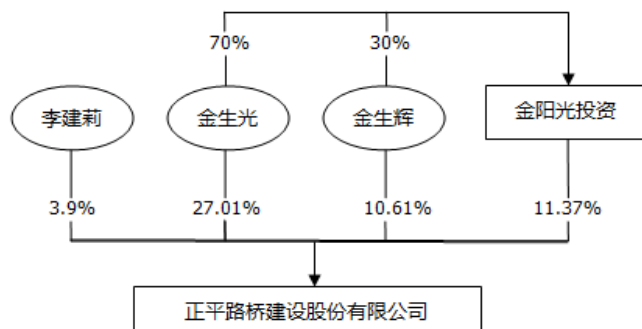 70%
30%
李建莉
金生光
金生辉
金阳光投资
3.9%
27.01%
10.61%
11.37%
正平路桥建设股份有限公司